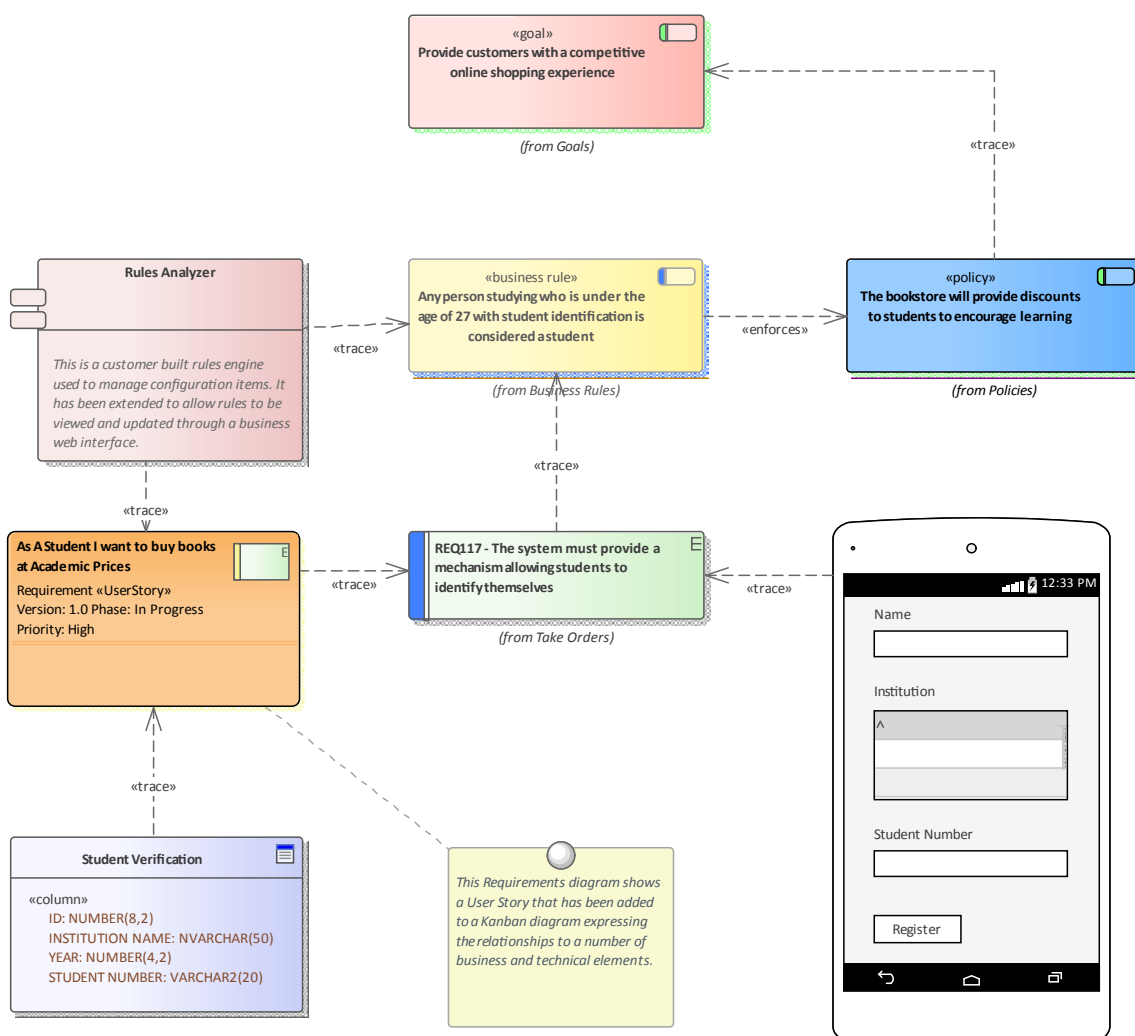 «goal»
Provide customers with a competitive
online shopping experience
(from Goals)
«trace»
Rules Analyzer
This is a customer built rules engine
used to manage configuration items. It
has been extended to allow rules to be
viewed and updated through a business
web interface.
«trace»
«business rule»
Any person studying who is under the
age of 27 with student identification is
considered a student
(from Business Rules)
«enforces»
«policy»
The bookstore will provide discounts
to students to encourage learning
(from Policies)
«trace»
«trace»
As A Student I want to buy books
at Academic Prices
Requirement «UserStory»
Version: 1.0 Phase: In Progress
Priority: High
E
«trace»
REQ117 - The system must provide a
mechanism allowing students to
identify themselves
E
(from Take Orders)
«trace»
12:33 PM
Name
Institution
^
Student Number
Register
«trace»
Student Verification
«column»
ID: NUMBER(8,2)
INSTITUTION NAME: NVARCHAR(50)
YEAR: NUMBER(4,2)
STUDENT NUMBER: VARCHAR2(20)
This Requirements diagram shows
a User Story that has been added
to a Kanban diagram expressing
the relationships to a number of
business and technical elements.